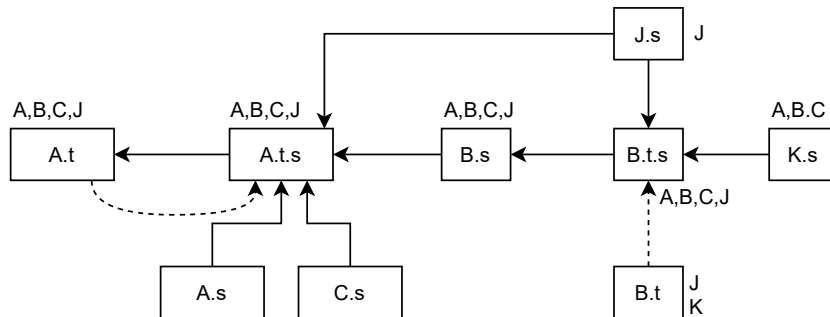 J.s J
A,B,C,J A,B,C,J A,B,C,J A,B.C
A.t A.t.s B.s B.t.s K.s
A,B,C,J
A.s C.s B.t J
K